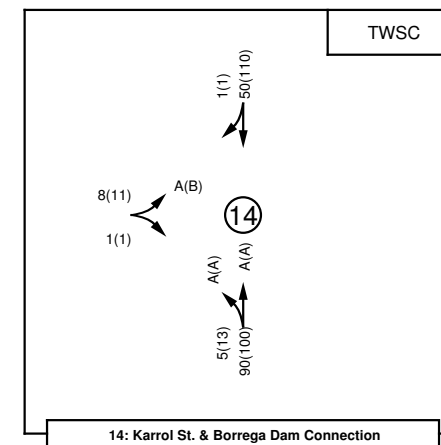 TWSC
1(1)
50(110)
8(11)
A(B)
1(1)
14
A(A)
A(A)
5(13)
90(100)
14: Karrol St. & Borrega Dam Connection